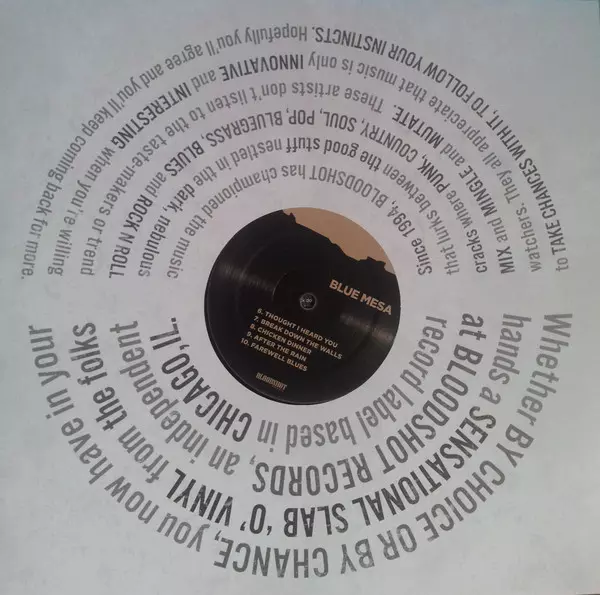 Whether BY CHOICE OR BY CHANCE, you now have in your
hands a SENSATIONAL SLAB 'O' VINYL from the folks
at BLOODSHOT RECORDS, an independent
record label based in CHICAGO, IL.
Since 1994, BLOODSHOT has championed the music
that lurks between the good stuff nestled in the dark, nebulous
cracks where PUNK, COUNTRY, SOUL, POP, BLUEGRASS, BLUES and ROCK N ROLL
MIX and MINGLE and MUTATE. These artists don't listen to the taste-makers or trend
watchers. They all appreciate that music is only INNOVATIVE and INTERESTING when you're willing
to TAKE CHANCES WITH IT, TO FOLLOW YOUR INSTINCTS. Hopefully you'll agree and you'll keep coming back for more.
BLUE MESA
6. THOUGHT I HEARD YOU
7. BREAK DOWN THE WALLS
8. CHICKEN DINNER
9. AFTER THE RAIN
10. FAREWELL BLUES
BLOODSHOT